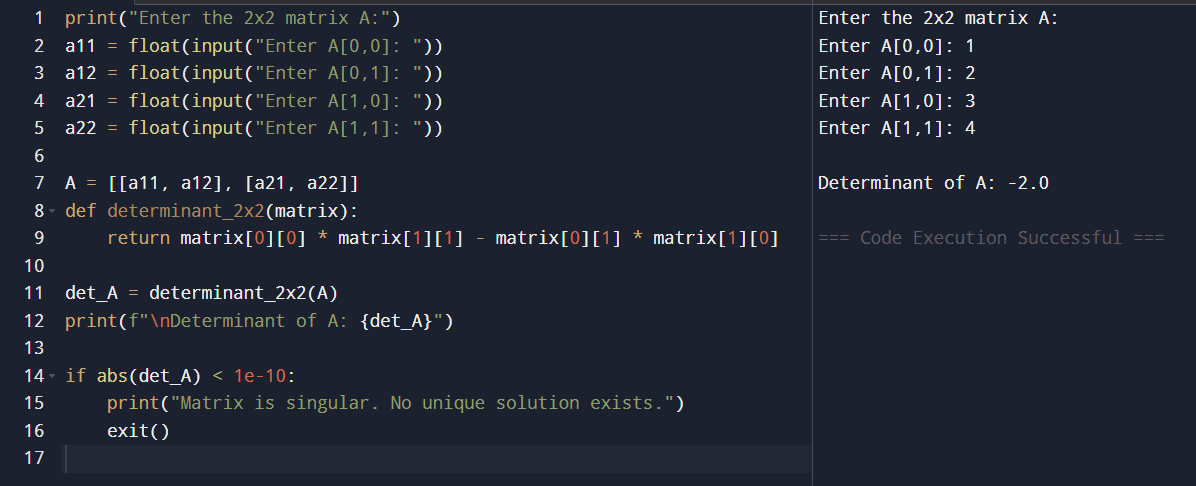 1 print("Enter the 2x2 matrix A:")
2 a11 = float(input("Enter A[0,0]: "))
3 a12 = float(input("Enter A[0,1]: "))
4 a21 = float(input("Enter A[1,0]: "))
5 a22 = float(input("Enter A[1,1]: "))
6
7 A = [[a11, a12], [a21, a22]]
8 def determinant_2x2(matrix):
9     return matrix[0][0] * matrix[1][1] - matrix[0][1] * matrix[1][0]
10
11 det_A = determinant_2x2(A)
12 print(f"\nDeterminant of A: {det_A}")
13
14 if abs(det_A) < 1e-10:
15     print("Matrix is singular. No unique solution exists.")
16     exit()
17
Enter the 2x2 matrix A:
Enter A[0,0]: 1
Enter A[0,1]: 2
Enter A[1,0]: 3
Enter A[1,1]: 4
Determinant of A: -2.0
=== Code Execution Successful ===